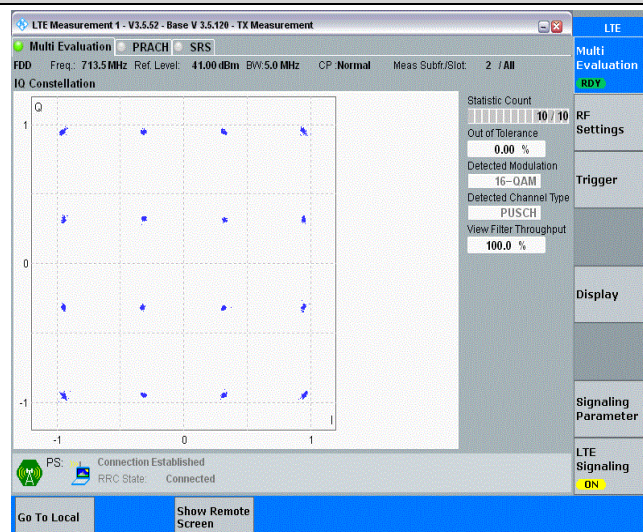 LTE Measurement 1 - V3.5.52 - Base V 3.5.120 - TX Measurement
LTE
Multi Evaluation PRACH SRS
Multi
Evaluation
RDY
FDD Freq.: 713.5 MHz Ref. Level: 41.00 dBm BW: 5.0 MHz CP : Normal Meas Subfr./Slot: 2 / All
IQ Constellation
Q
1
0
-1
I
-1 0 1
Statistic Count
10 / 10
Out of Tolerance
0.00 %
Detected Modulation
16-QAM
Detected Channel Type
PUSCH
View Filter Throughput
100.0 %
RF
Settings
Trigger
Display
Signaling
Parameter
LTE
Signaling
ON
PS: Connection Established
RRC State: Connected
Go To Local
Show Remote
Screen